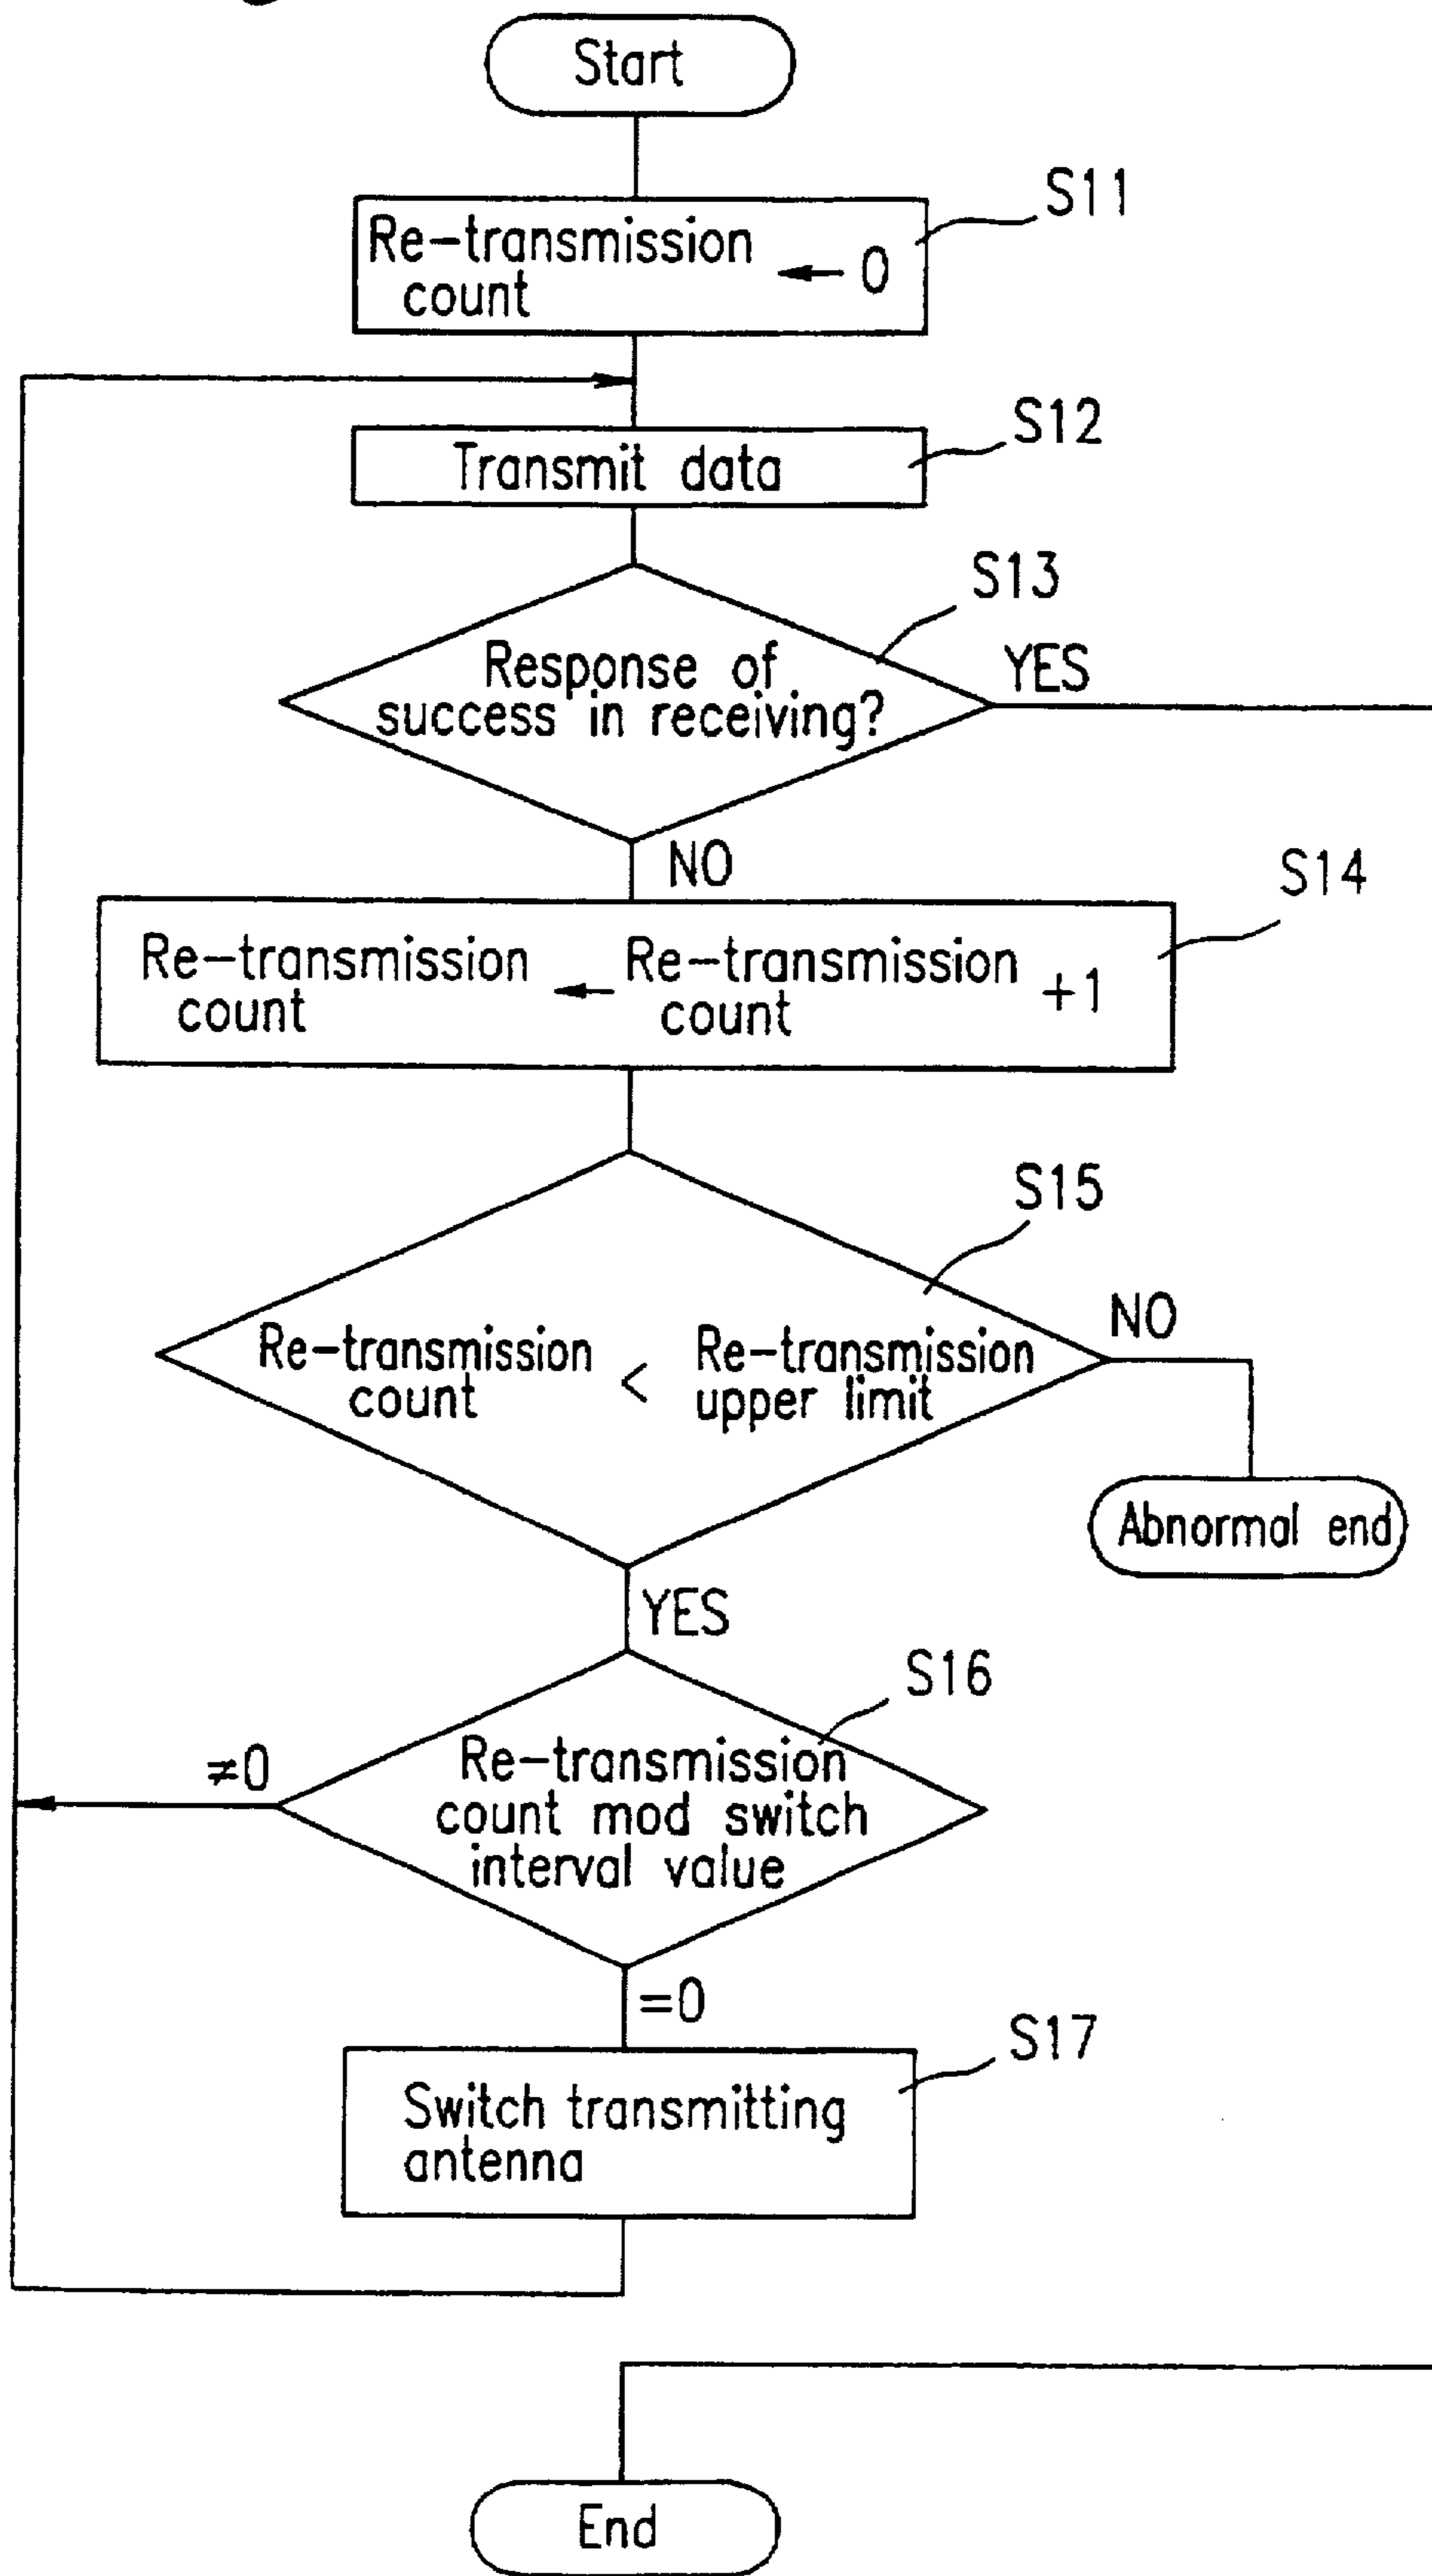 Start
S11
Re-transmission
count
← 0
S12
Transmit data
S13
Response of
success in receiving?
YES
NO
S14
Re-transmission
count
←
Re-transmission
count
+1
S15
Re-transmission
count
<
Re-transmission
upper limit
NO
Abnormal end
YES
S16
≠0
Re-transmission
count mod switch
interval value
=0
S17
Switch transmitting
antenna
End